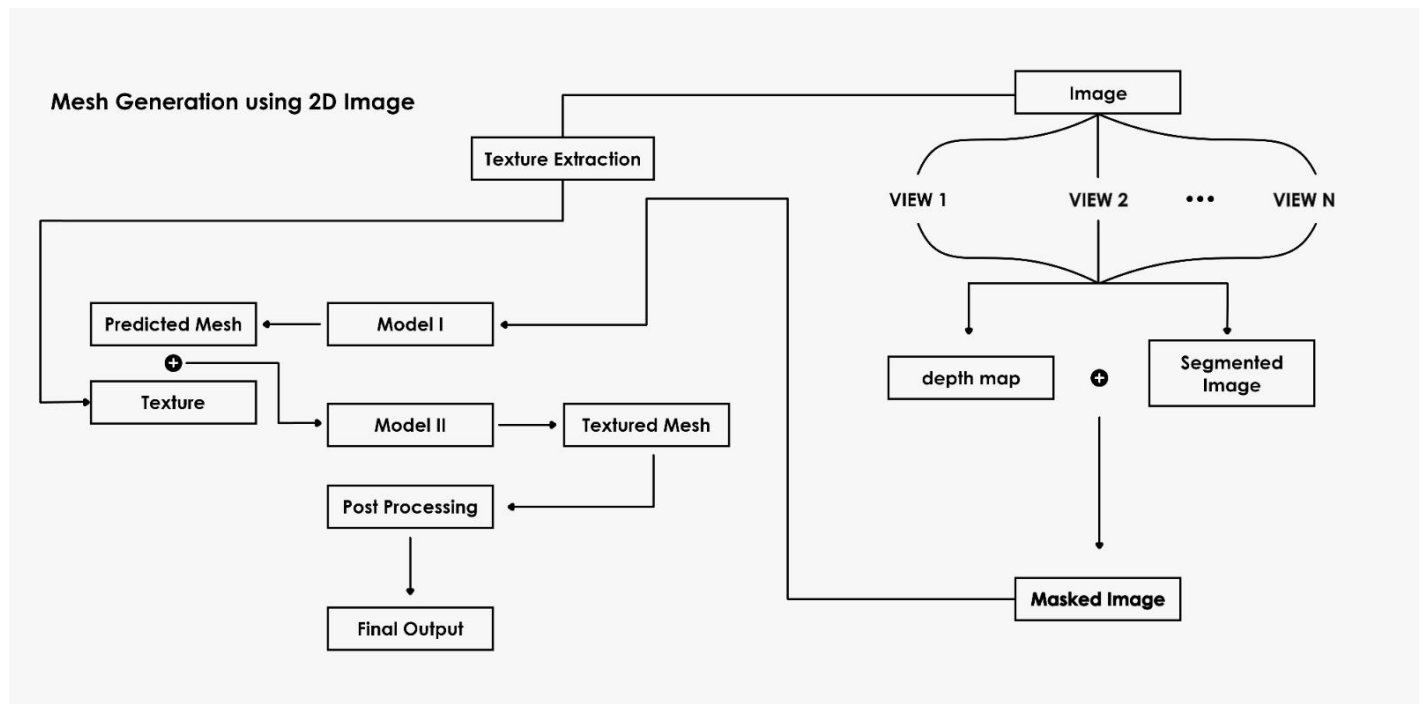 Mesh Generation using 2D Image
Image
Texture Extraction
VIEW 1
VIEW 2
•••
VIEW N
Predicted Mesh
Model I
+
Texture
depth map
+
Segmented
Image
Model II
Textured Mesh
Post Processing
Masked Image
Final Output